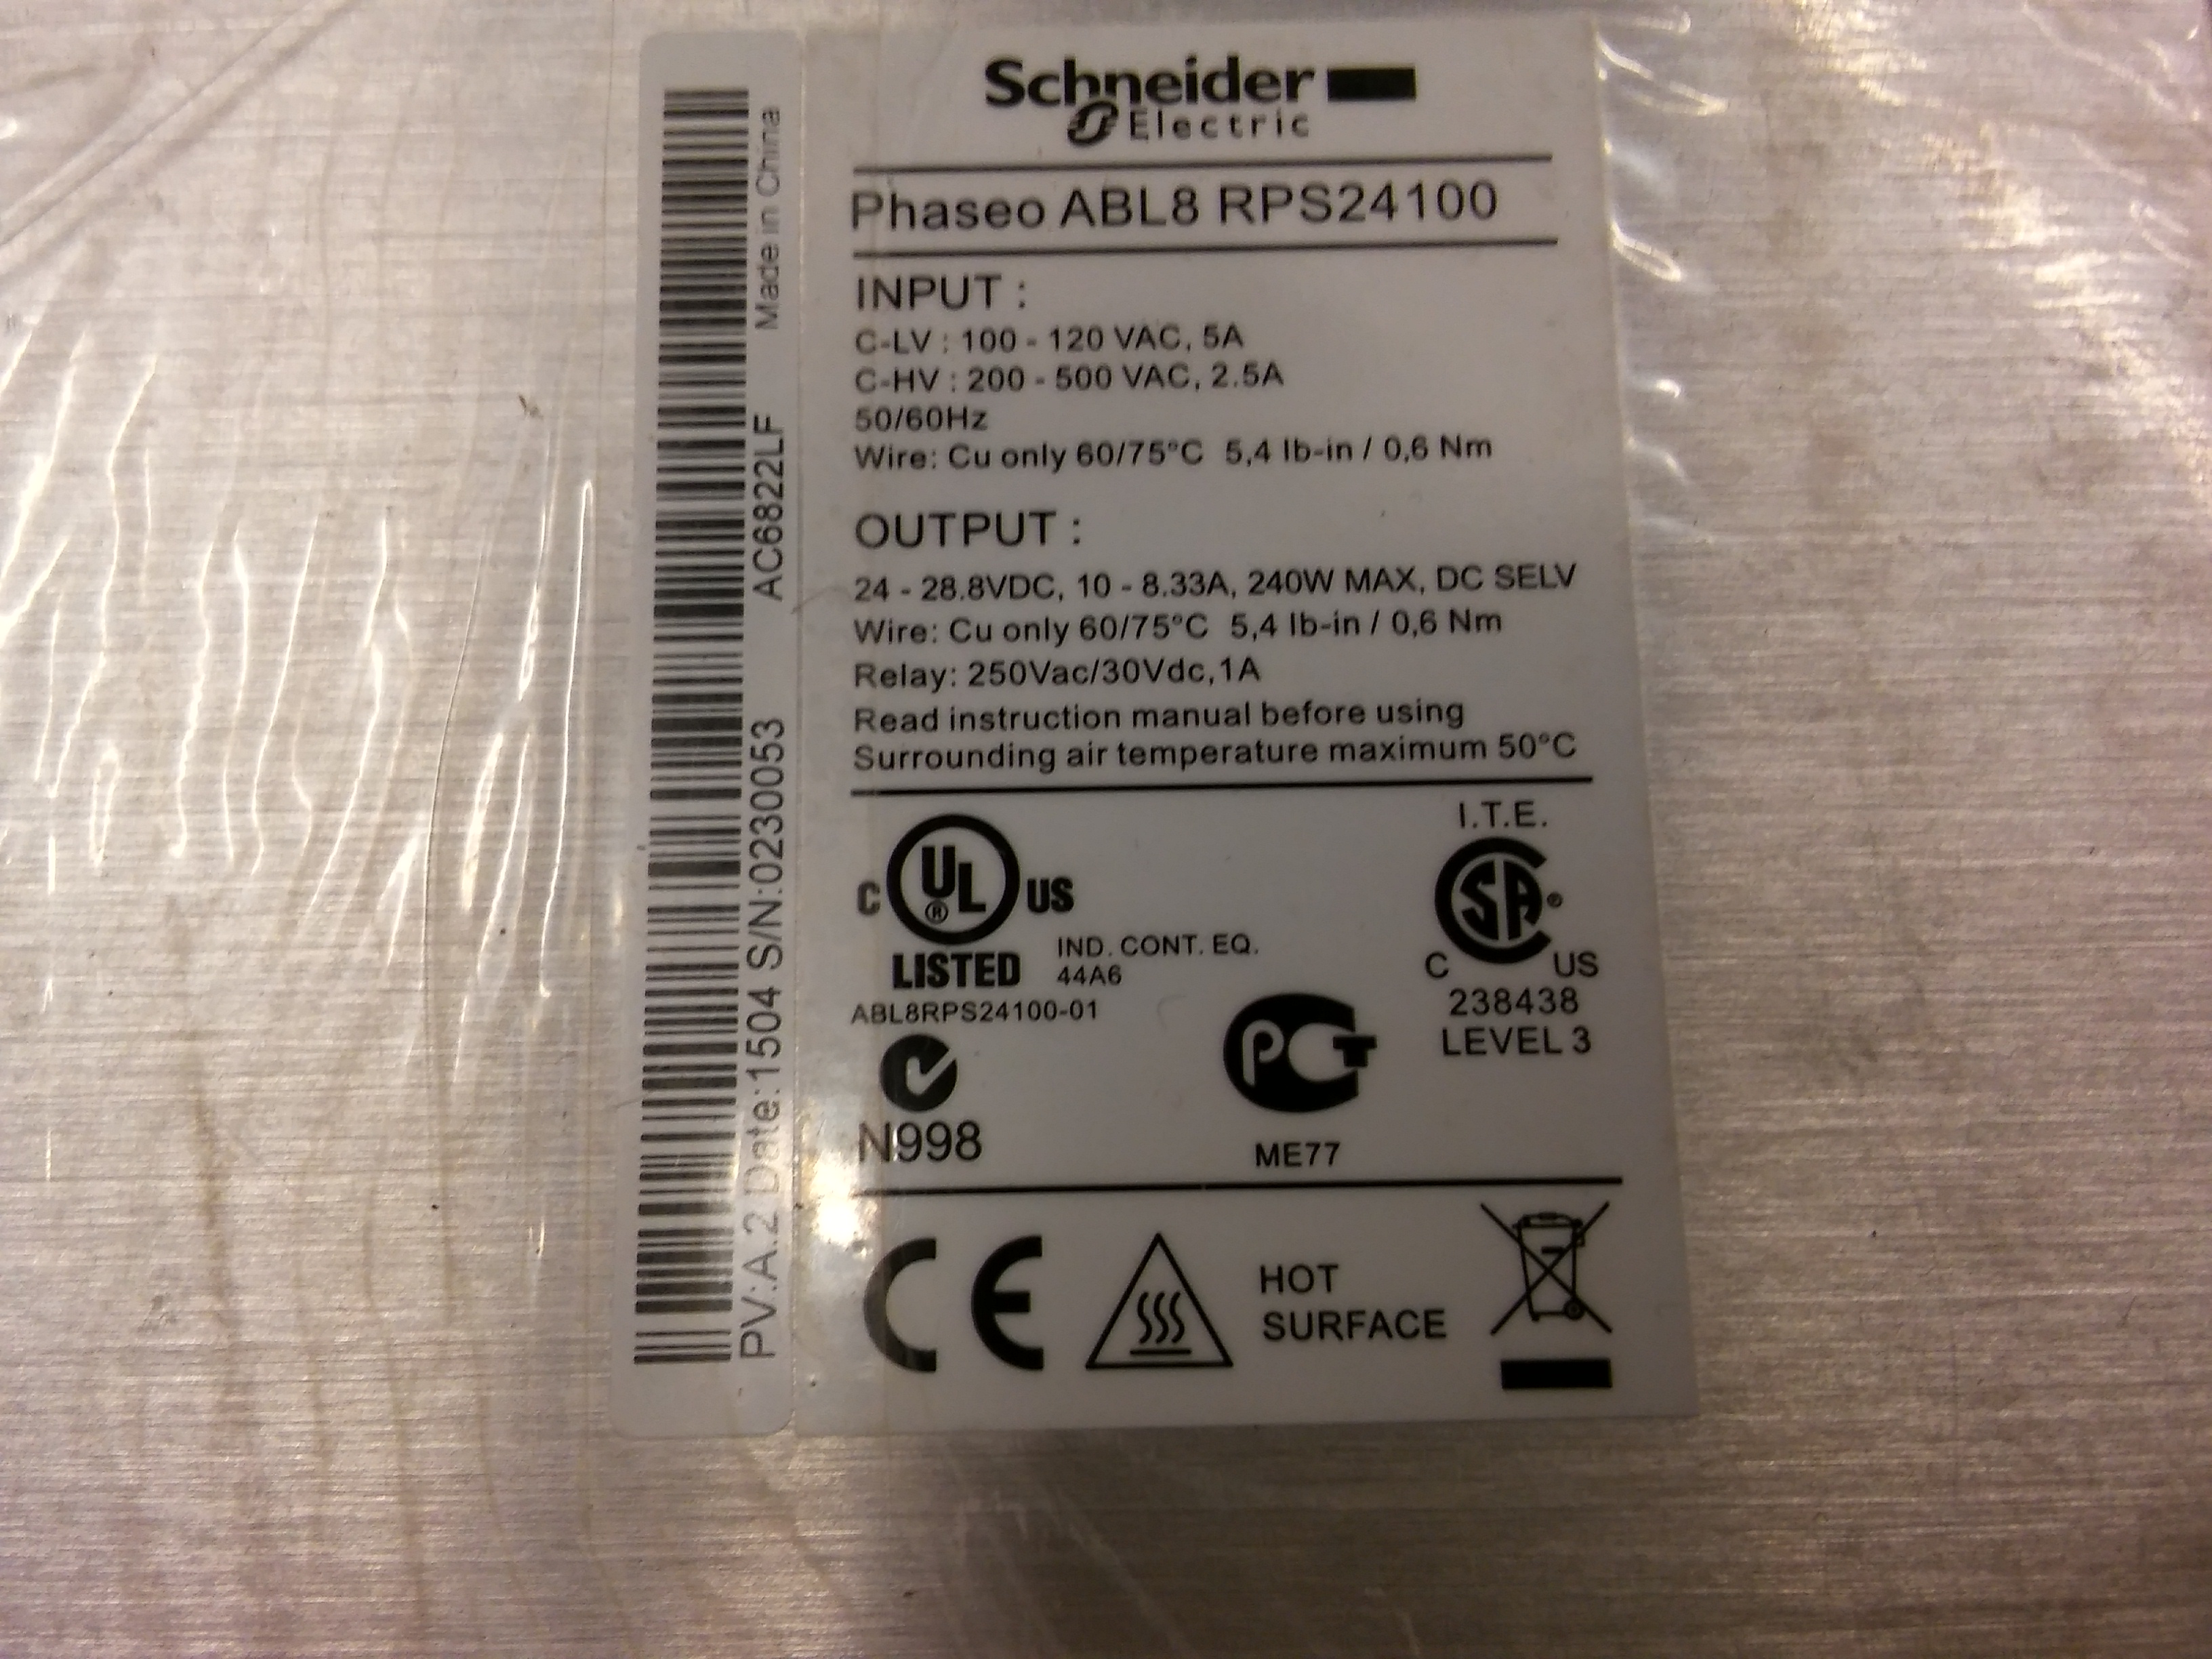 Schneider
Electric
Phaseo ABL8 RPS24100
INPUT :
C-LV : 100 - 120 VAC, 5A
C-HV : 200 - 500 VAC, 2.5A
50/60Hz
Wire: Cu only 60/75°C 5,4 lb-in / 0,6 Nm
OUTPUT :
24 - 28.8VDC, 10 - 8.33A, 240W MAX, DC SELV
Wire: Cu only 60/75°C 5,4 lb-in / 0,6 Nm
Relay: 250Vac/30Vdc,1A
Read instruction manual before using
Surrounding air temperature maximum 50°C
C UL ® US
LISTED
IND. CONT. EQ.
44A6
ABL8RPS24100-01
N998
I.T.E.
SA ®
C US
238438
LEVEL 3
PCT
ME77
CE
HOT
SURFACE
PV:A.2 Date:1504 S/N:0230053 AC6822LF Made in China